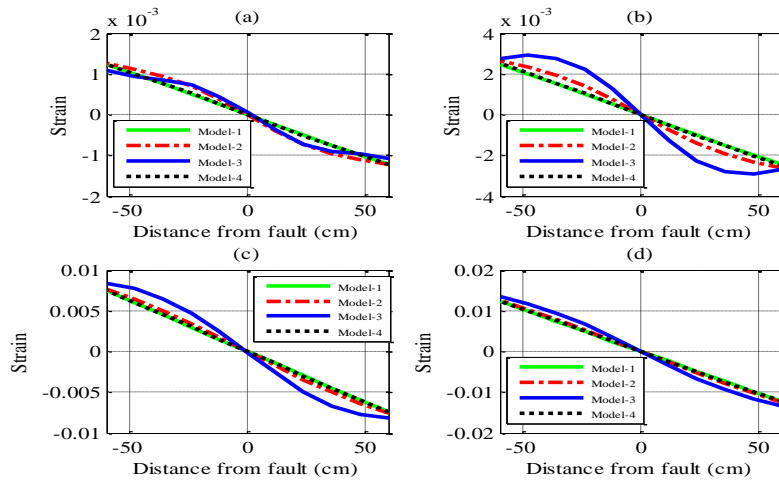 (a)
x 10^-3
2
1
0
-1
-2
Strain
Model-1
Model-2
Model-3
Model-4
-50
0
50
Distance from fault (cm)
(b)
x 10^-3
4
2
0
-2
-4
Strain
Model-1
Model-2
Model-3
Model-4
-50
0
50
Distance from fault (cm)
(c)
0.01
0.005
0
-0.005
-0.01
Strain
Model-1
Model-2
Model-3
Model-4
-50
0
50
Distance from fault (cm)
(d)
0.02
0.01
0
-0.01
-0.02
Strain
Model-1
Model-2
Model-3
Model-4
-50
0
50
Distance from fault (cm)